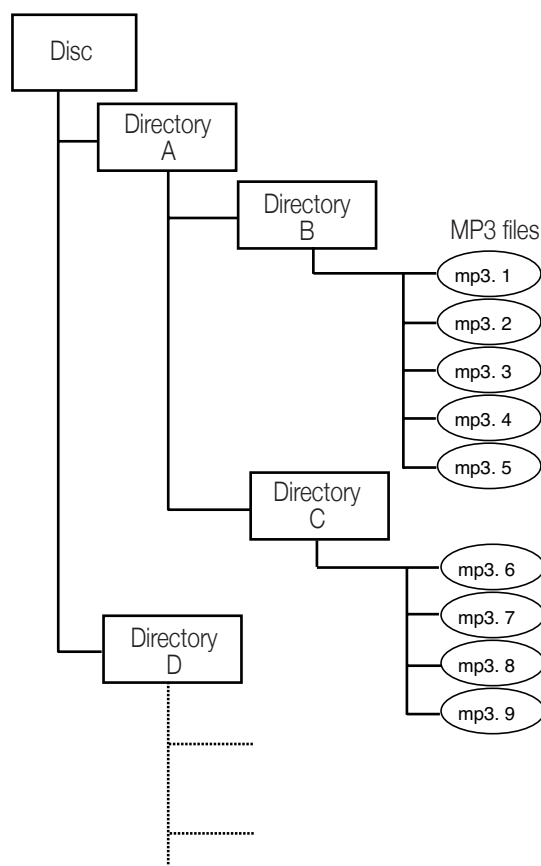 Disc
Directory
A
Directory
B
MP3 files
mp3. 1
mp3. 2
mp3. 3
mp3. 4
mp3. 5
Directory
C
mp3. 6
mp3. 7
mp3. 8
mp3. 9
Directory
D